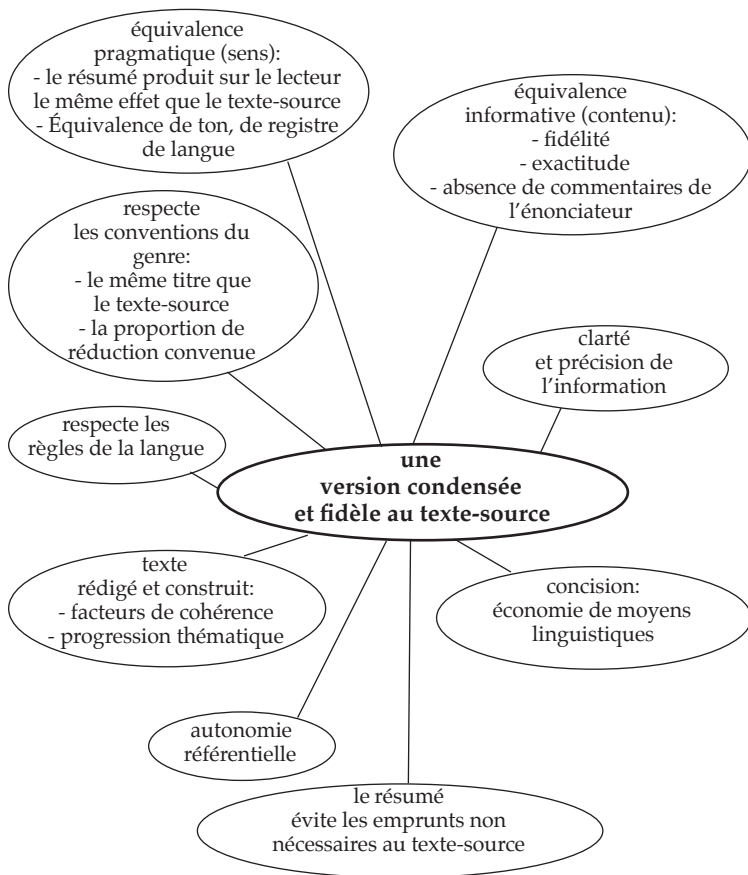 équivalence
pragmatique (sens):
- le résumé produit sur le lecteur
le même effet que le texte-source
- Équivalence de ton, de registre
de langue
équivalence
informative (contenu):
- fidélité
- exactitude
- absence de commentaires de
l'énonciateur
respecte
les conventions du
genre:
- le même titre que
le texte-source
- la proportion de
réduction convenue
clarté
et précision de
l'information
respecte les
règles de la langue
une
version condensée
et fidèle au texte-source
texte
rédigé et construit:
- facteurs de cohérence
- progression thématique
concision:
économie de moyens
linguistiques
autonomie
référentielle
le résumé
évite les emprunts non
nécessaires au texte-source